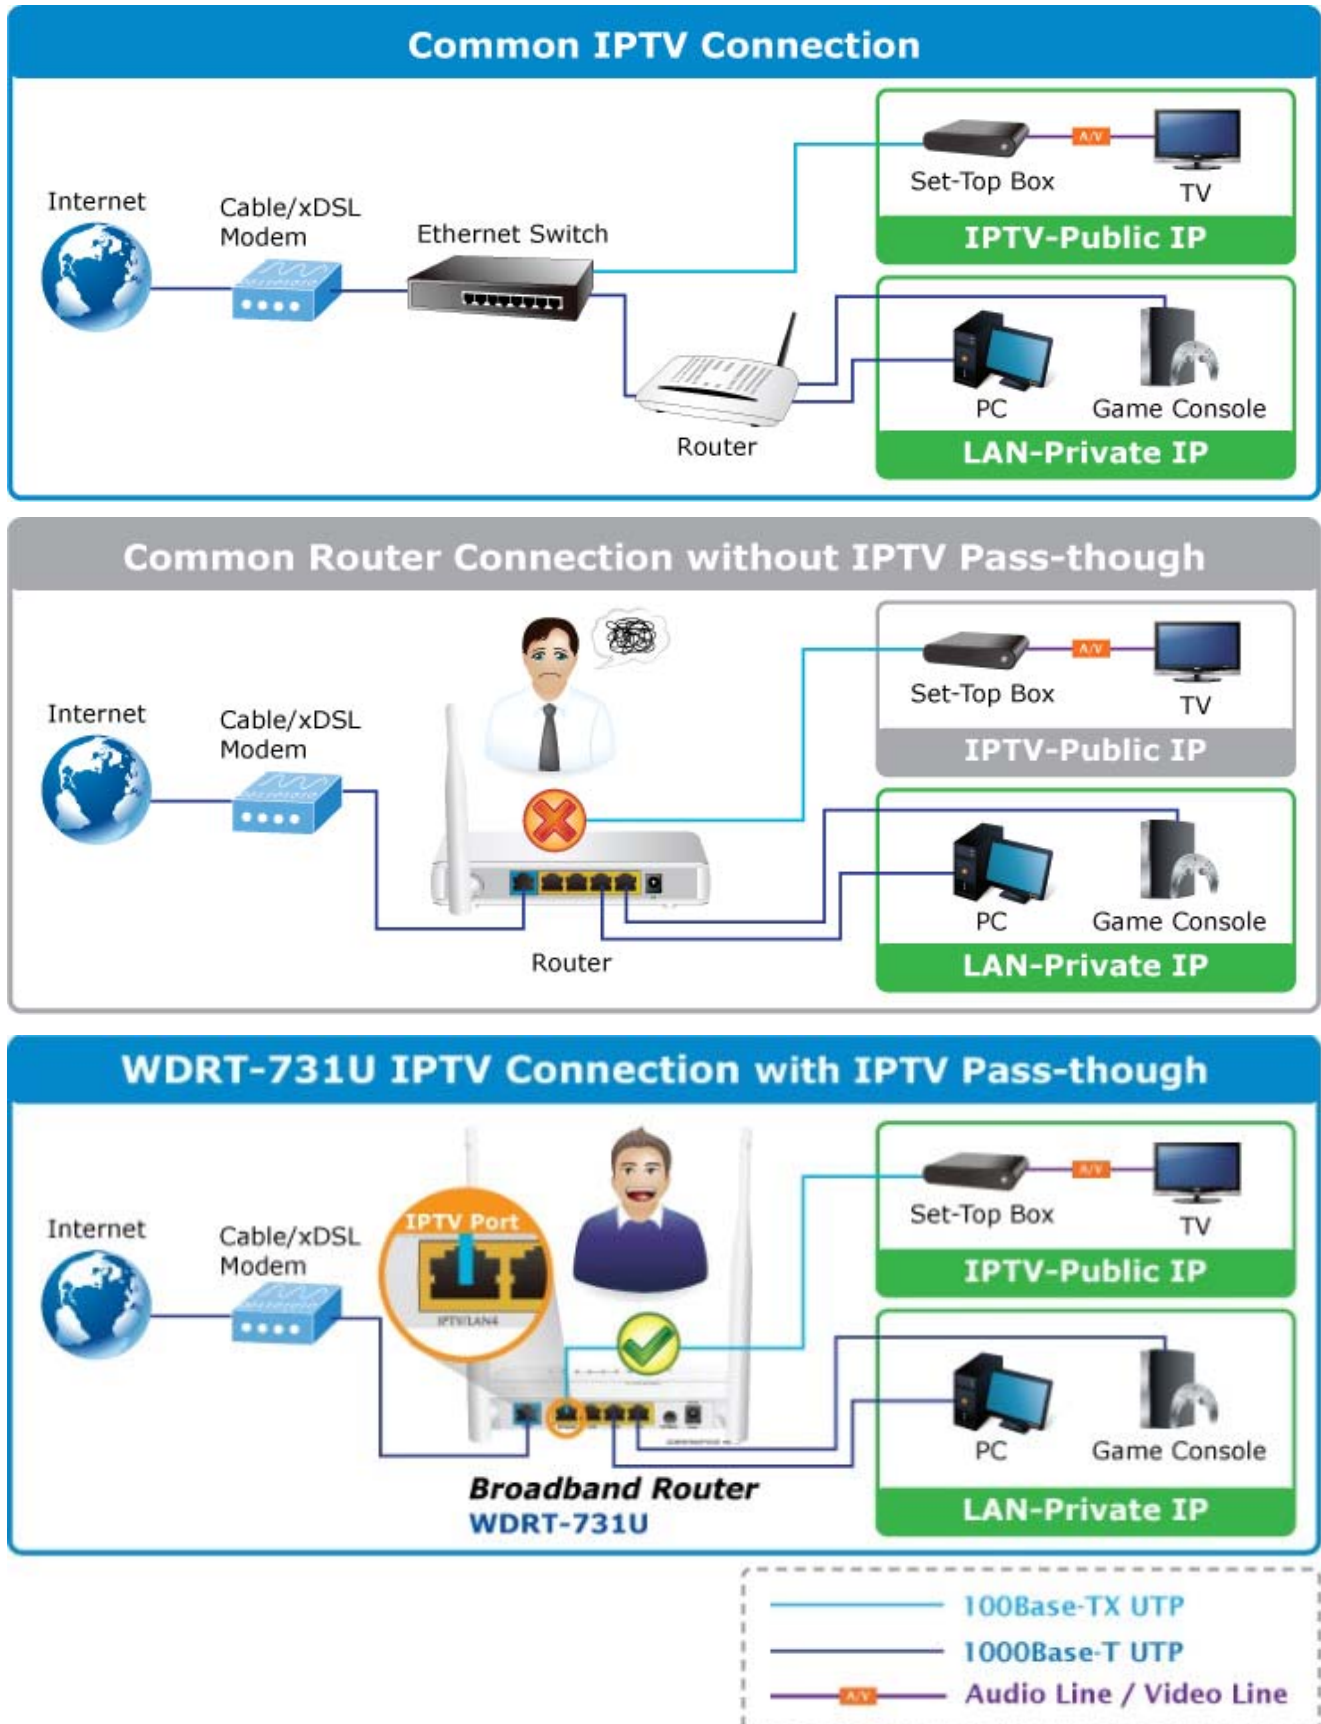 Common IPTV Connection
Internet
Cable/xDSL
Modem
Ethernet Switch
Router
Set-Top Box
A/V
TV
IPTV-Public IP
PC
Game Console
LAN-Private IP
Common Router Connection without IPTV Pass-though
Internet
Cable/xDSL
Modem
Router
Set-Top Box
A/V
TV
IPTV-Public IP
PC
Game Console
LAN-Private IP
WDRT-731U IPTV Connection with IPTV Pass-though
Internet
Cable/xDSL
Modem
IPTV Port
IPTV/LAN4
Broadband Router
WDRT-731U
Set-Top Box
A/V
TV
IPTV-Public IP
PC
Game Console
LAN-Private IP
100Base-TX UTP
1000Base-T UTP
A/V
Audio Line / Video Line